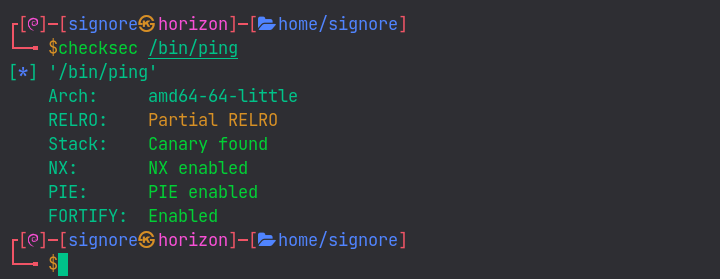 ┌[]─[signore horizon]─[home/signore]
└──╼ $checksec /bin/ping
[*] '/bin/ping'
    Arch:     amd64-64-little
    RELRO:    Partial RELRO
    Stack:    Canary found
    NX:       NX enabled
    PIE:      PIE enabled
    FORTIFY:  Enabled
┌[]─[signore horizon]─[home/signore]
└──╼ $